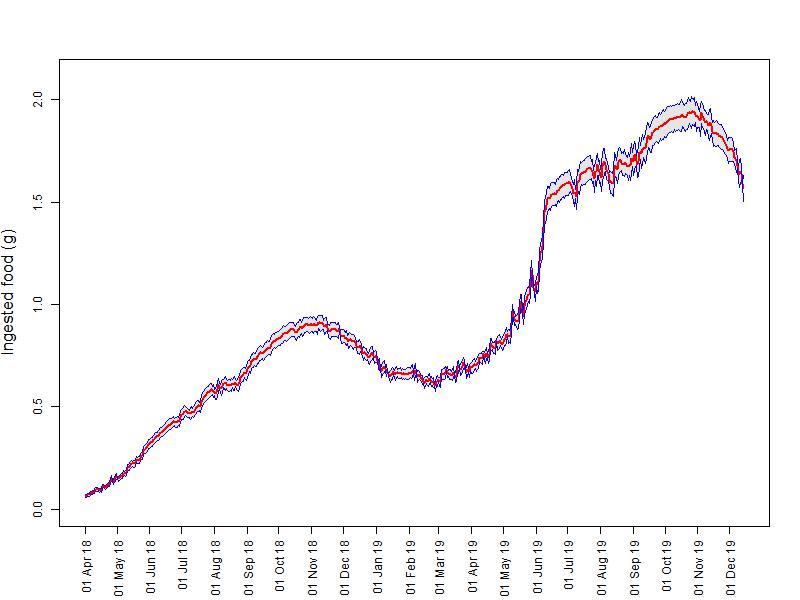 Ingested food (g)
2.0
1.5
1.0
0.5
0.0
01 Apr 18
01 May 18
01 Jun 18
01 Jul 18
01 Aug 18
01 Sep 18
01 Oct 18
01 Nov 18
01 Dec 18
01 Jan 19
01 Feb 19
01 Mar 19
01 Apr 19
01 May 19
01 Jun 19
01 Jul 19
01 Aug 19
01 Sep 19
01 Oct 19
01 Nov 19
01 Dec 19